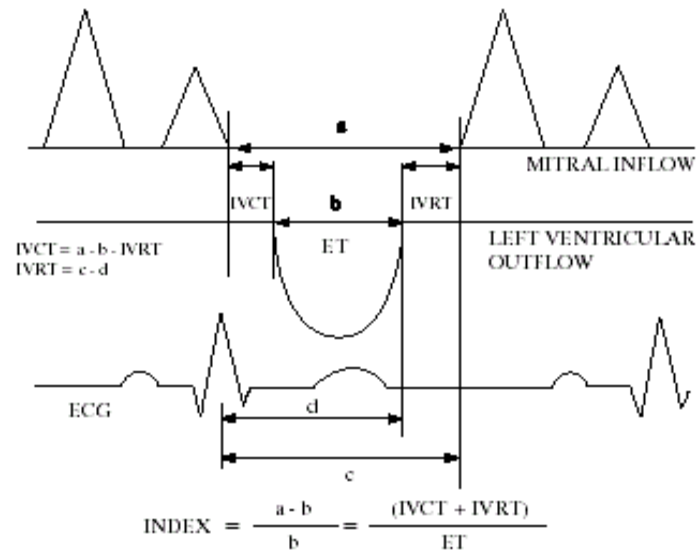 a
MITRAL INFLOW
IVCT
b
IVRT
ET
LEFT VENTRICULAR
OUTFLOW
IVCT = a - b - IVRT
IVRT = c - d
ECG
d
c
INDEX = a - b / b = (IVCT + IVRT) / ET